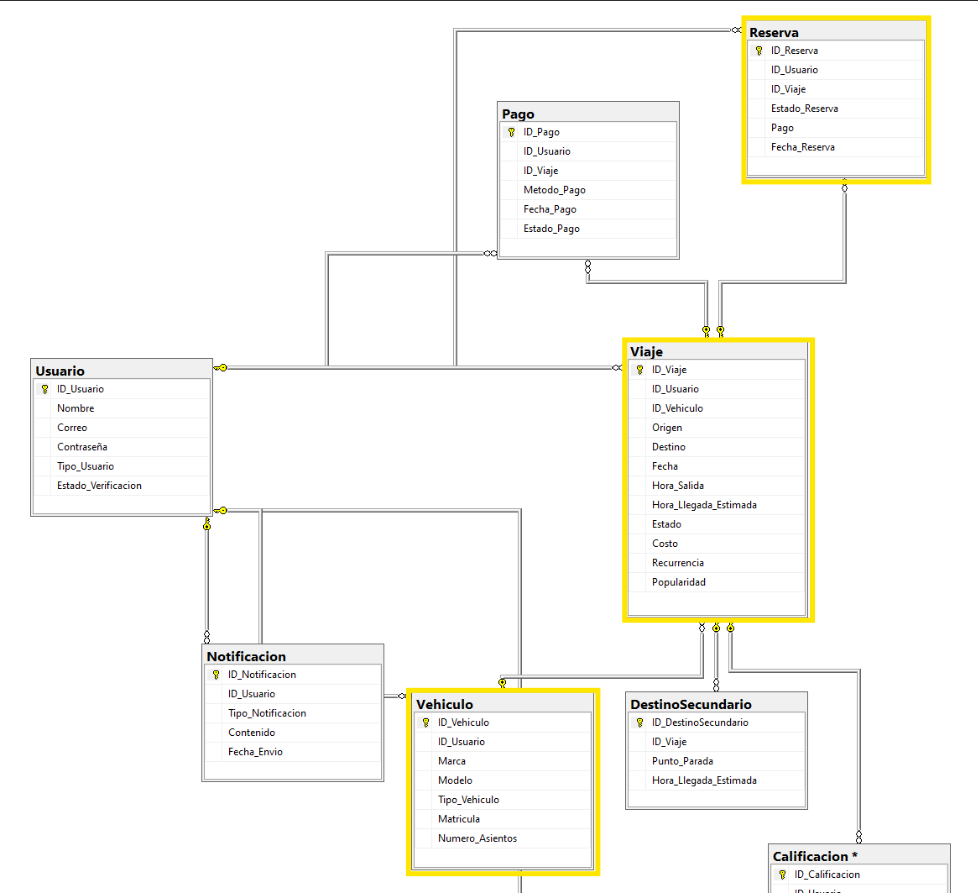 Reserva
ID_Reserva
ID_Usuario
ID_Viaje
Estado_Reserva
Pago
Fecha_Reserva
Pago
ID_Pago
ID_Usuario
ID_Viaje
Metodo_Pago
Fecha_Pago
Estado_Pago
Usuario
ID_Usuario
Nombre
Correo
Contraseña
Tipo_Usuario
Estado_Verificacion
Viaje
ID_Viaje
ID_Usuario
ID_Vehiculo
Origen
Destino
Fecha
Hora_Salida
Hora_Llegada_Estimada
Estado
Costo
Recurrencia
Popularidad
Notificacion
ID_Notificacion
ID_Usuario
Tipo_Notificacion
Contenido
Fecha_Envio
Vehiculo
ID_Vehiculo
ID_Usuario
Marca
Modelo
Tipo_Vehiculo
Matricula
Numero_Asientos
DestinoSecundario
ID_DestinoSecundario
ID_Viaje
Punto_Parada
Hora_Llegada_Estimada
Calificacion *
ID_Calificacion